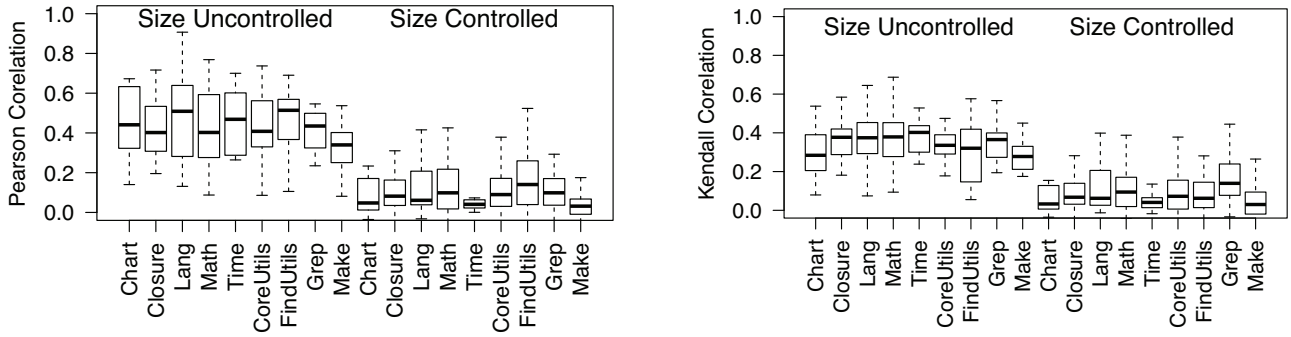 Pearson Corelation
1.0
0.8
0.6
0.4
0.2
0.0
Size Uncontrolled Size Controlled
Chart
Closure
Lang
Math
Time
CoreUtils
FindUtils
Grep
Make
Chart
Closure
Lang
Math
Time
CoreUtils
FindUtils
Grep
Make
Kendall Corelation
1.0
0.8
0.6
0.4
0.2
0.0
Size Uncontrolled Size Controlled
Chart
Closure
Lang
Math
Time
CoreUtils
FindUtils
Grep
Make
Chart
Closure
Lang
Math
Time
CoreUtils
FindUtils
Grep
Make